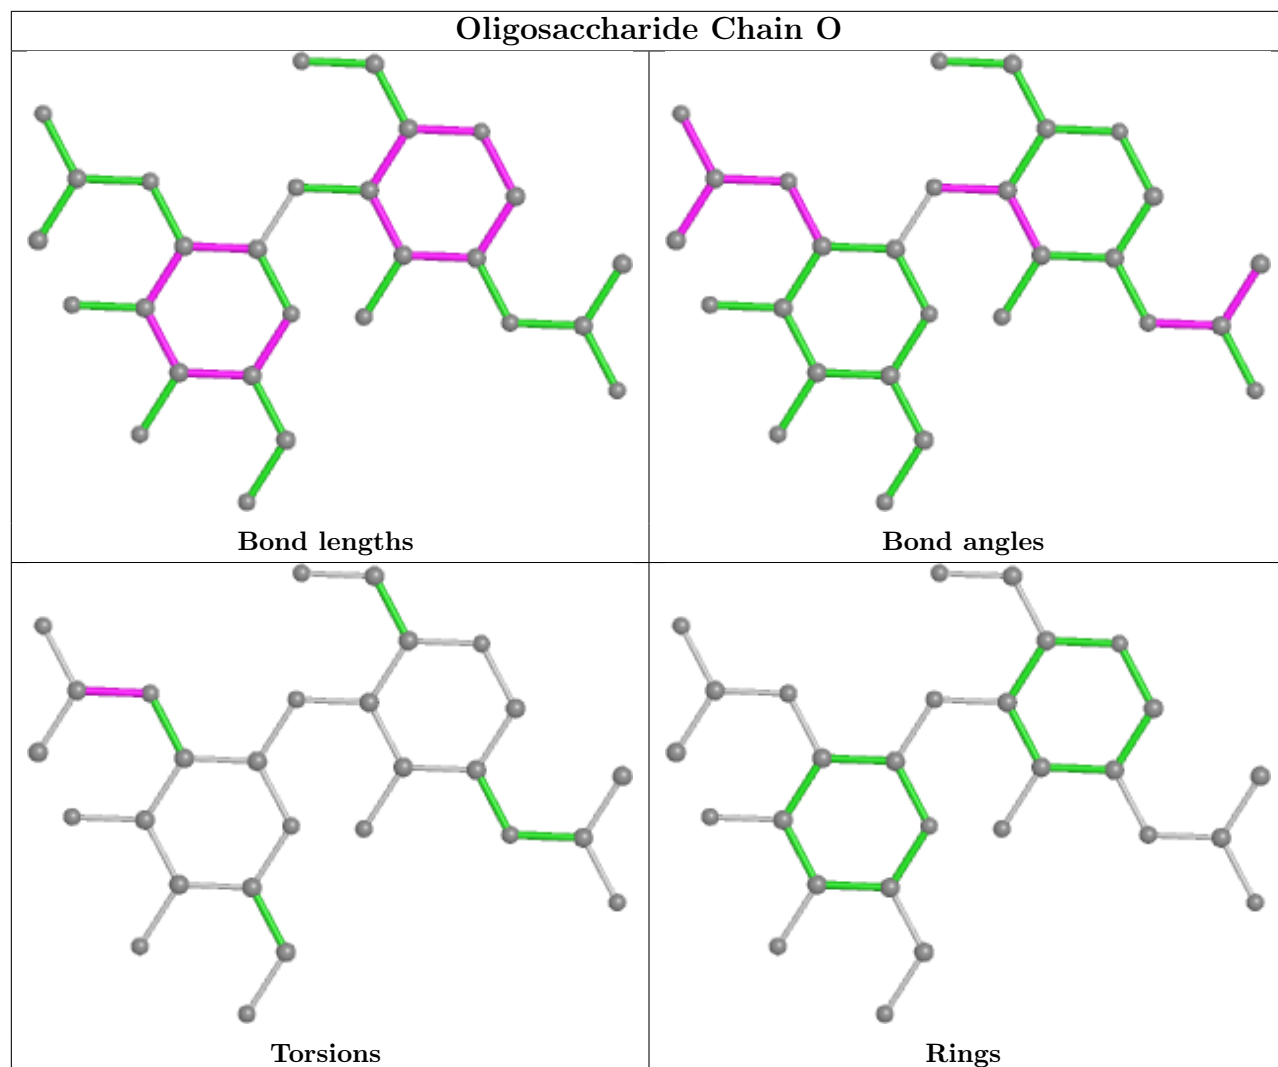 Oligosaccharide Chain O
Bond lengths
Bond angles
Torsions
Rings